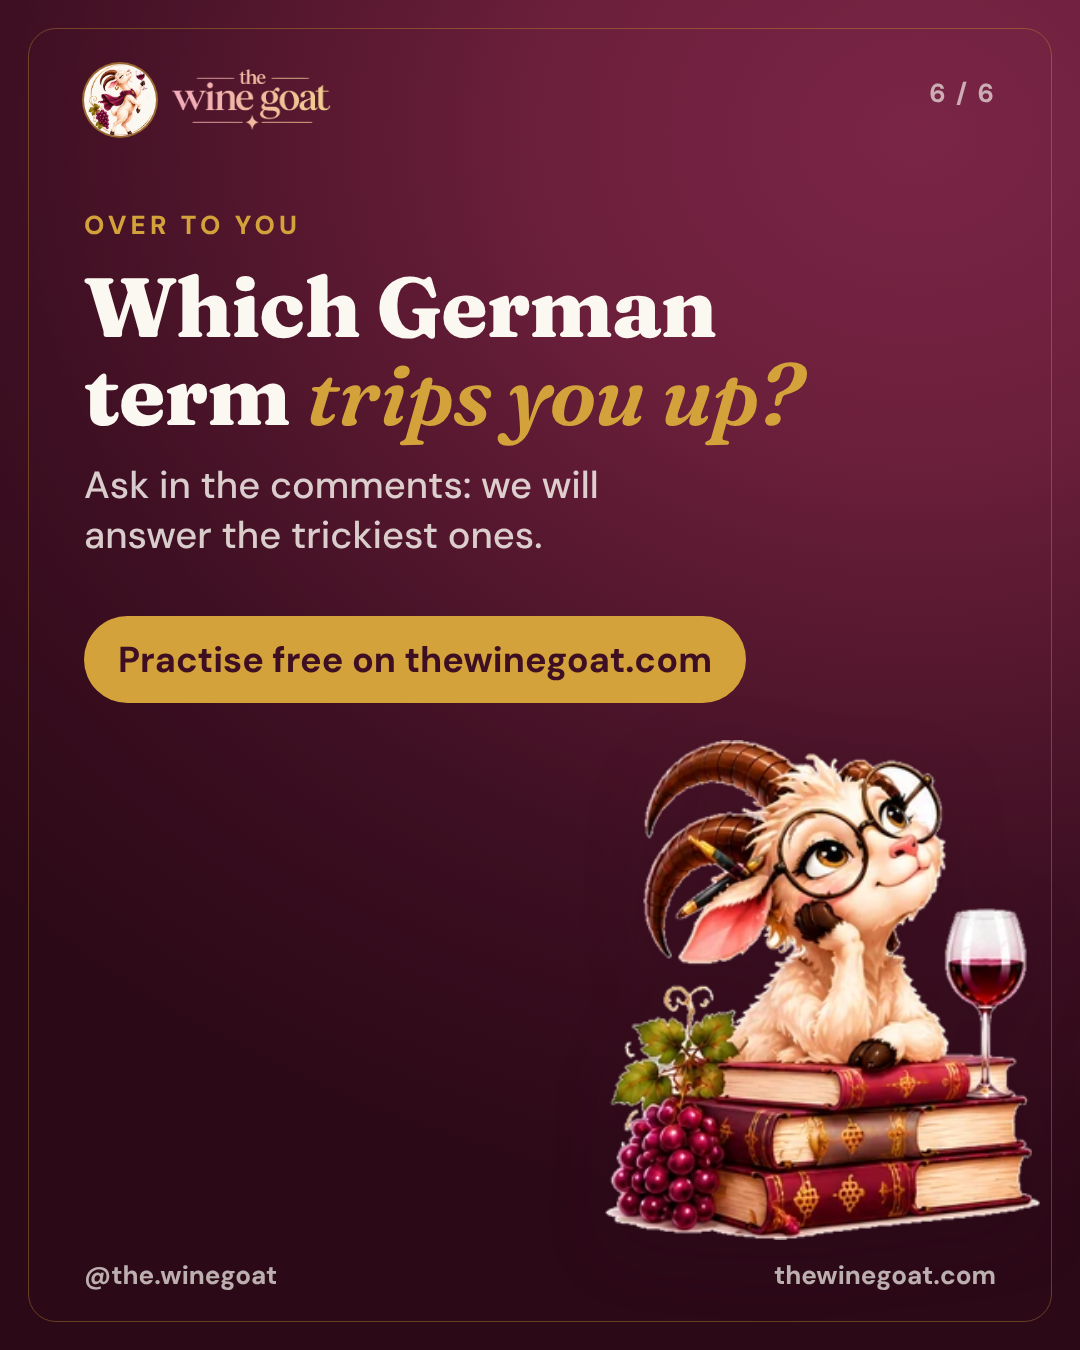 the
wine goat
6 / 6
OVER TO YOU
Which German
term trips you up?
Ask in the comments: we will
answer the trickiest ones.
Practise free on thewinegoat.com
@the.winegoat
thewinegoat.com